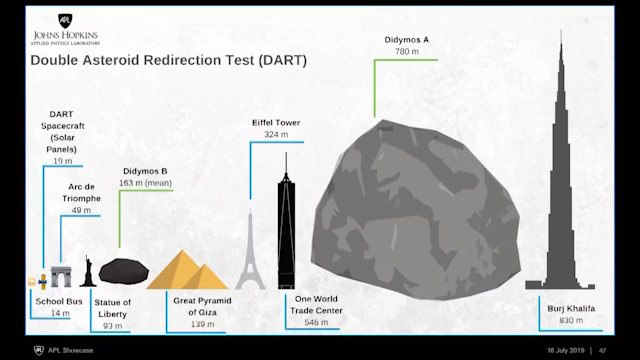 APL
JOHNS HOPKINS
APPLIED PHYSICS LABORATORY
Double Asteroid Redirection Test (DART)
Didymos A
780 m
DART
Spacecraft
(Solar
Panels)
19 m
Eiffel Tower
324 m
Didymos B
163 m (mean)
Arc de
Triomphe
49 m
School Bus
14 m
Statue of
Liberty
93 m
Great Pyramid
of Giza
139 m
One World
Trade Center
546 m
Burj Khalifa
830 m
APL Showcase
16 July 2019 | 47